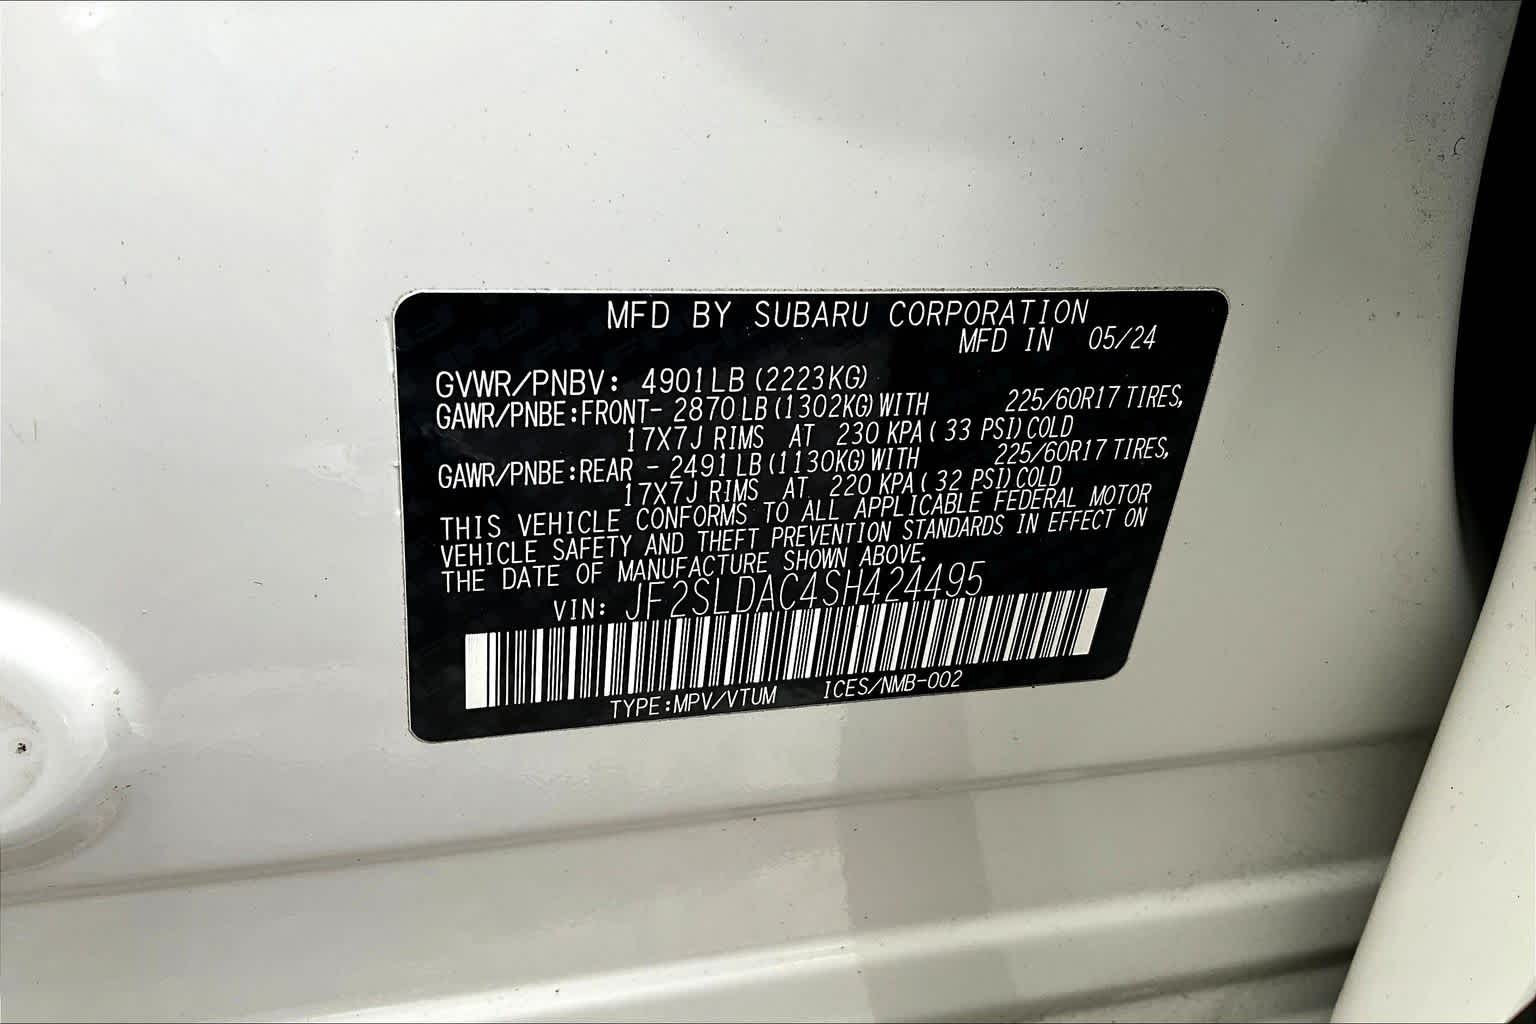 MFD BY SUBARU CORPORATION
MFD IN 05/24
GVWR/PNBV: 4901LB (2223KG)
GAWR/PNBE:FRONT- 2870 LB (1302KG) WITH 225/60R17 TIRES,
17X7J RIMS AT 230 KPA ( 33 PSI) COLD
GAWR/PNBE:REAR - 2491 LB (1130KG) WITH 225/60R17 TIRES,
17X7J RIMS AT 220 KPA ( 32 PSI) COLD
THIS VEHICLE CONFORMS TO ALL APPLICABLE FEDERAL MOTOR
VEHICLE SAFETY AND THEFT PREVENTION STANDARDS IN EFFECT ON
THE DATE OF MANUFACTURE SHOWN ABOVE.
VIN: JF2SLDAC4SH424495
TYPE:MPV/VTUM ICES/NMB-002